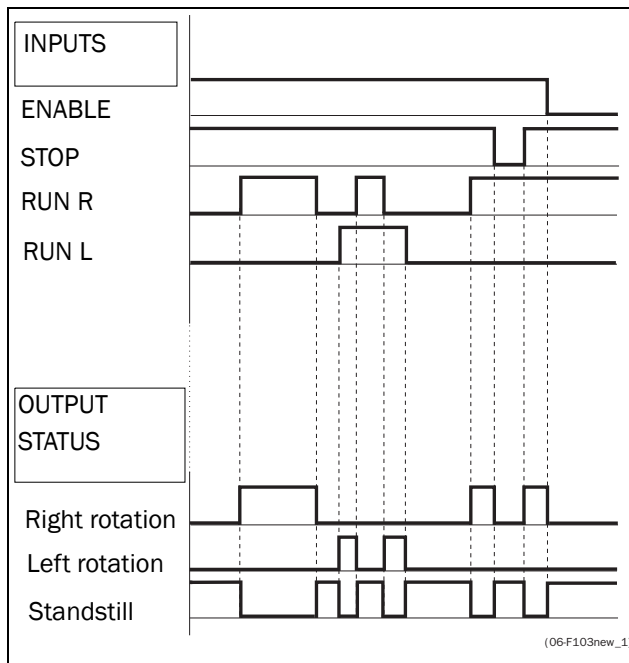 INPUTS
ENABLE
STOP
RUN R
RUN L
OUTPUT
STATUS
Right rotation
Left rotation
Standstill
(06-F103new_1)